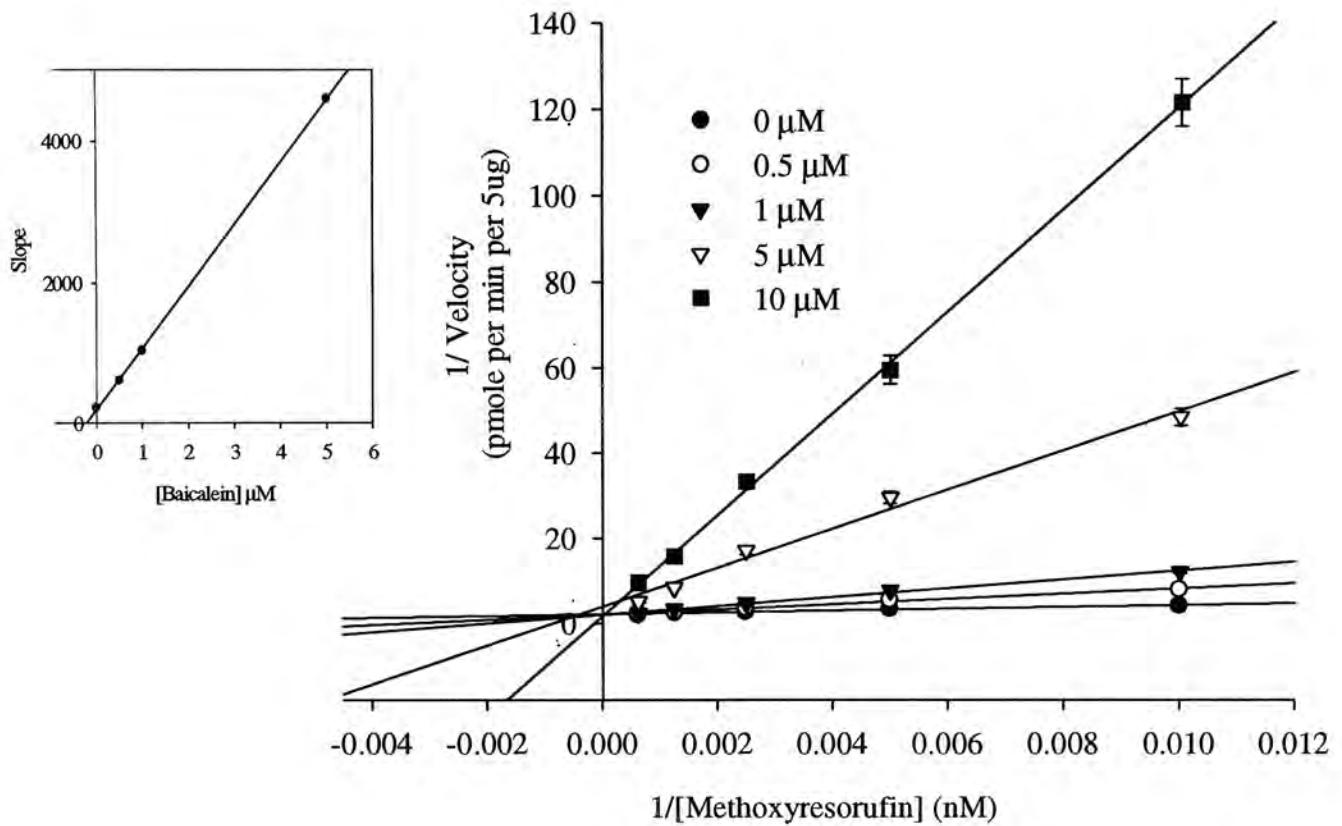 4000
2000
0
Slope
0 1 2 3 4 5 6
[Baicalein] μM
140
120
100
80
60
40
20
0
1/ Velocity
(pmole per min per 5ug)
0 μM
0.5 μM
1 μM
5 μM
10 μM
-0.004 -0.002 0.000 0.002 0.004 0.006 0.008 0.010 0.012
1/[Methoxyresorufin] (nM)